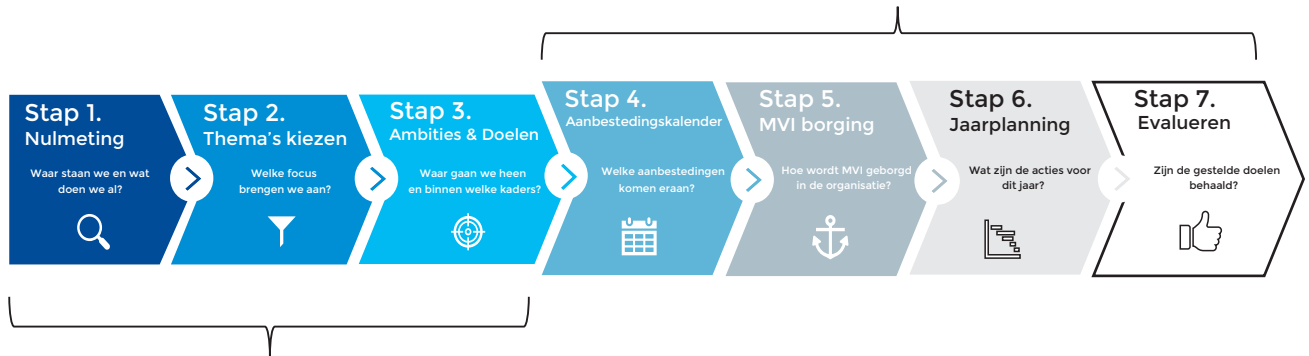 Stap 1.
Nulmeting
Waar staan we en wat
doen we al?
Stap 2.
Thema's kiezen
Welke focus
brengen we aan?
Stap 3.
Ambities & Doelen
Waar gaan we heen
en binnen welke kaders?
Stap 4.
Aanbestedingskalender
Welke aanbestedingen
komen eraan?
Stap 5.
MVI borging
Hoe wordt MVI geborgd
in de organisatie?
Stap 6.
Jaarplanning
Wat zijn de acties voor
dit jaar?
Stap 7.
Evalueren
Zijn de gestelde doelen
behaald?